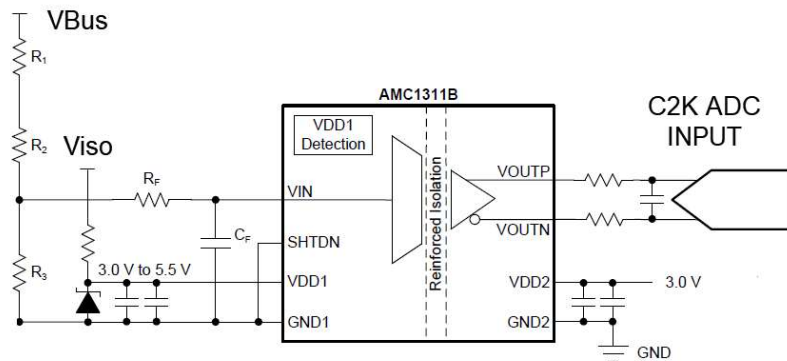 VBus
R1
R2
R3
Viso
RF
CF
3.0 V to 5.5 V
AMC1311B
VDD1
Detection
VIN
SHTDN
VDD1
GND1
Reinforced Isolation
VOUTP
VOUTN
VDD2
GND2
C2K ADC
INPUT
3.0 V
GND